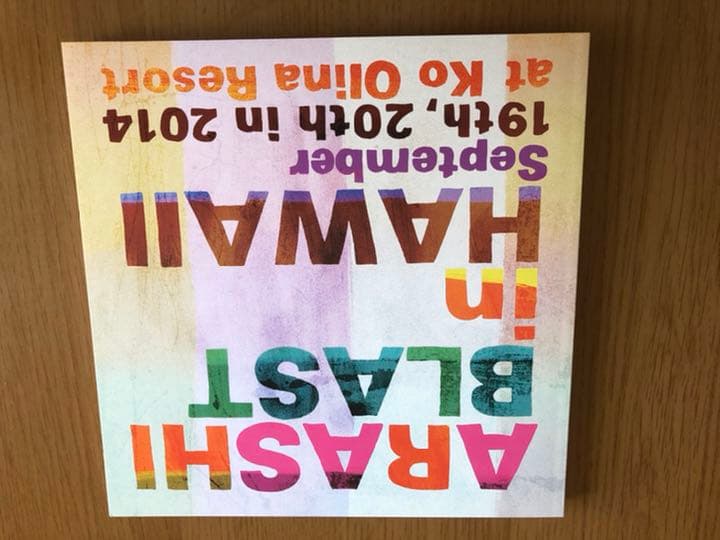 ARASHI
BLAST
in
HAWAII
September
19th, 20th in 2014
at Ko Olina Resort